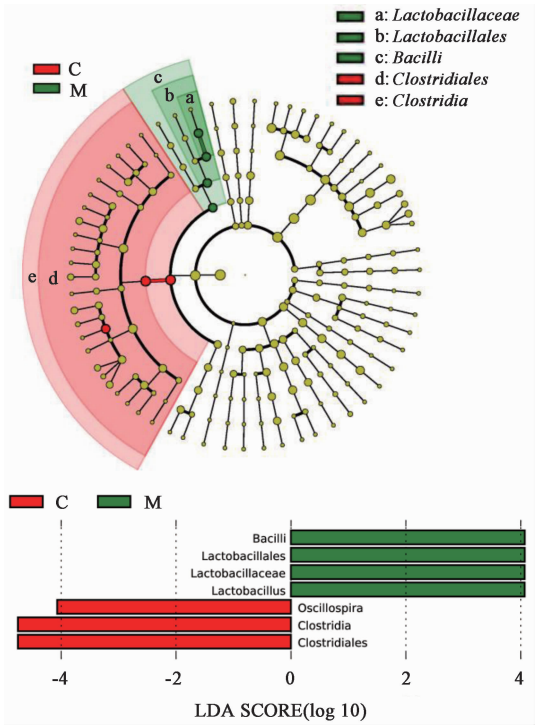 a: Lactobacillaceae
b: Lactobacillales
c: Bacilli
d: Clostridiales
e: Clostridia
C
M
c
b
a
e d
C M
Bacilli
Lactobacillales
Lactobacillaceae
Lactobacillus
Oscillospira
Clostridia
Clostridiales
-4 -2 0 2 4
LDA SCORE(log 10)